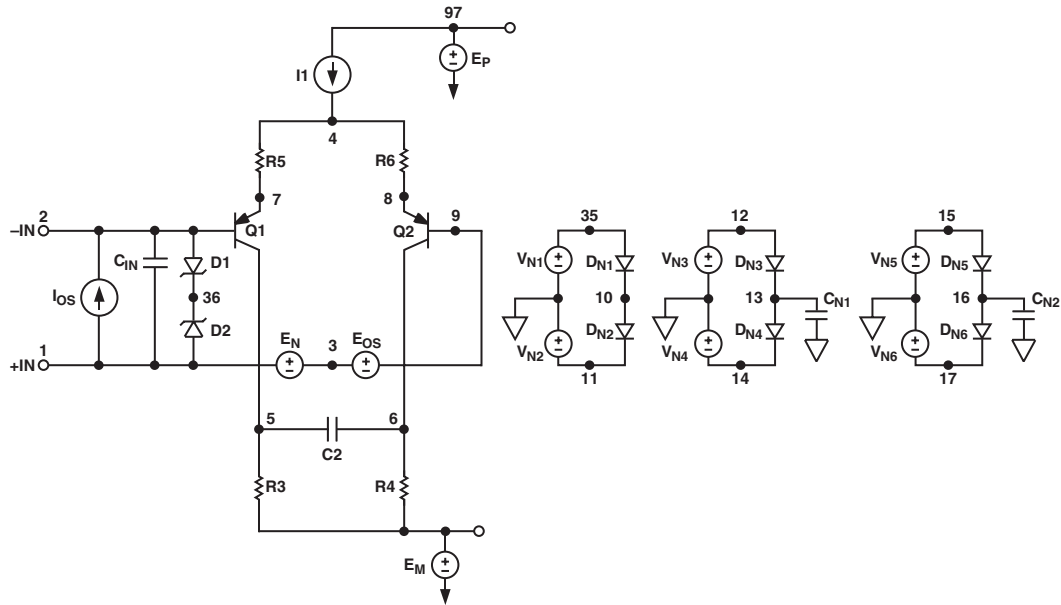 97
I1
EP
4
R5
R6
7
8
2
–IN
Q1
Q2
9
CIN
D1
IOS
36
D2
1
+IN
EN
3
EOS
5
6
C2
R3
R4
EM
35
VN1
DN1
10
VN2
DN2
11
12
VN3
DN3
13
CN1
VN4
DN4
14
15
VN5
DN5
16
CN2
VN6
DN6
17